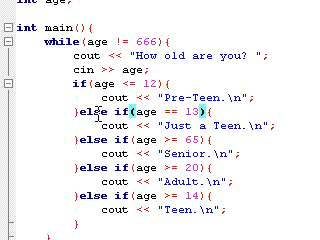 int age;
int main(){
while(age != 666){
cout << "How old are you? ";
cin >> age;
if(age <= 12){
cout << "Pre-Teen.\n";
}else if(age == 13){
cout << "Just a Teen.\n";
}else if(age >= 65){
cout << "Senior.\n";
}else if(age >= 20){
cout << "Adult.\n";
}else if(age >= 14){
cout << "Teen.\n";
}
}